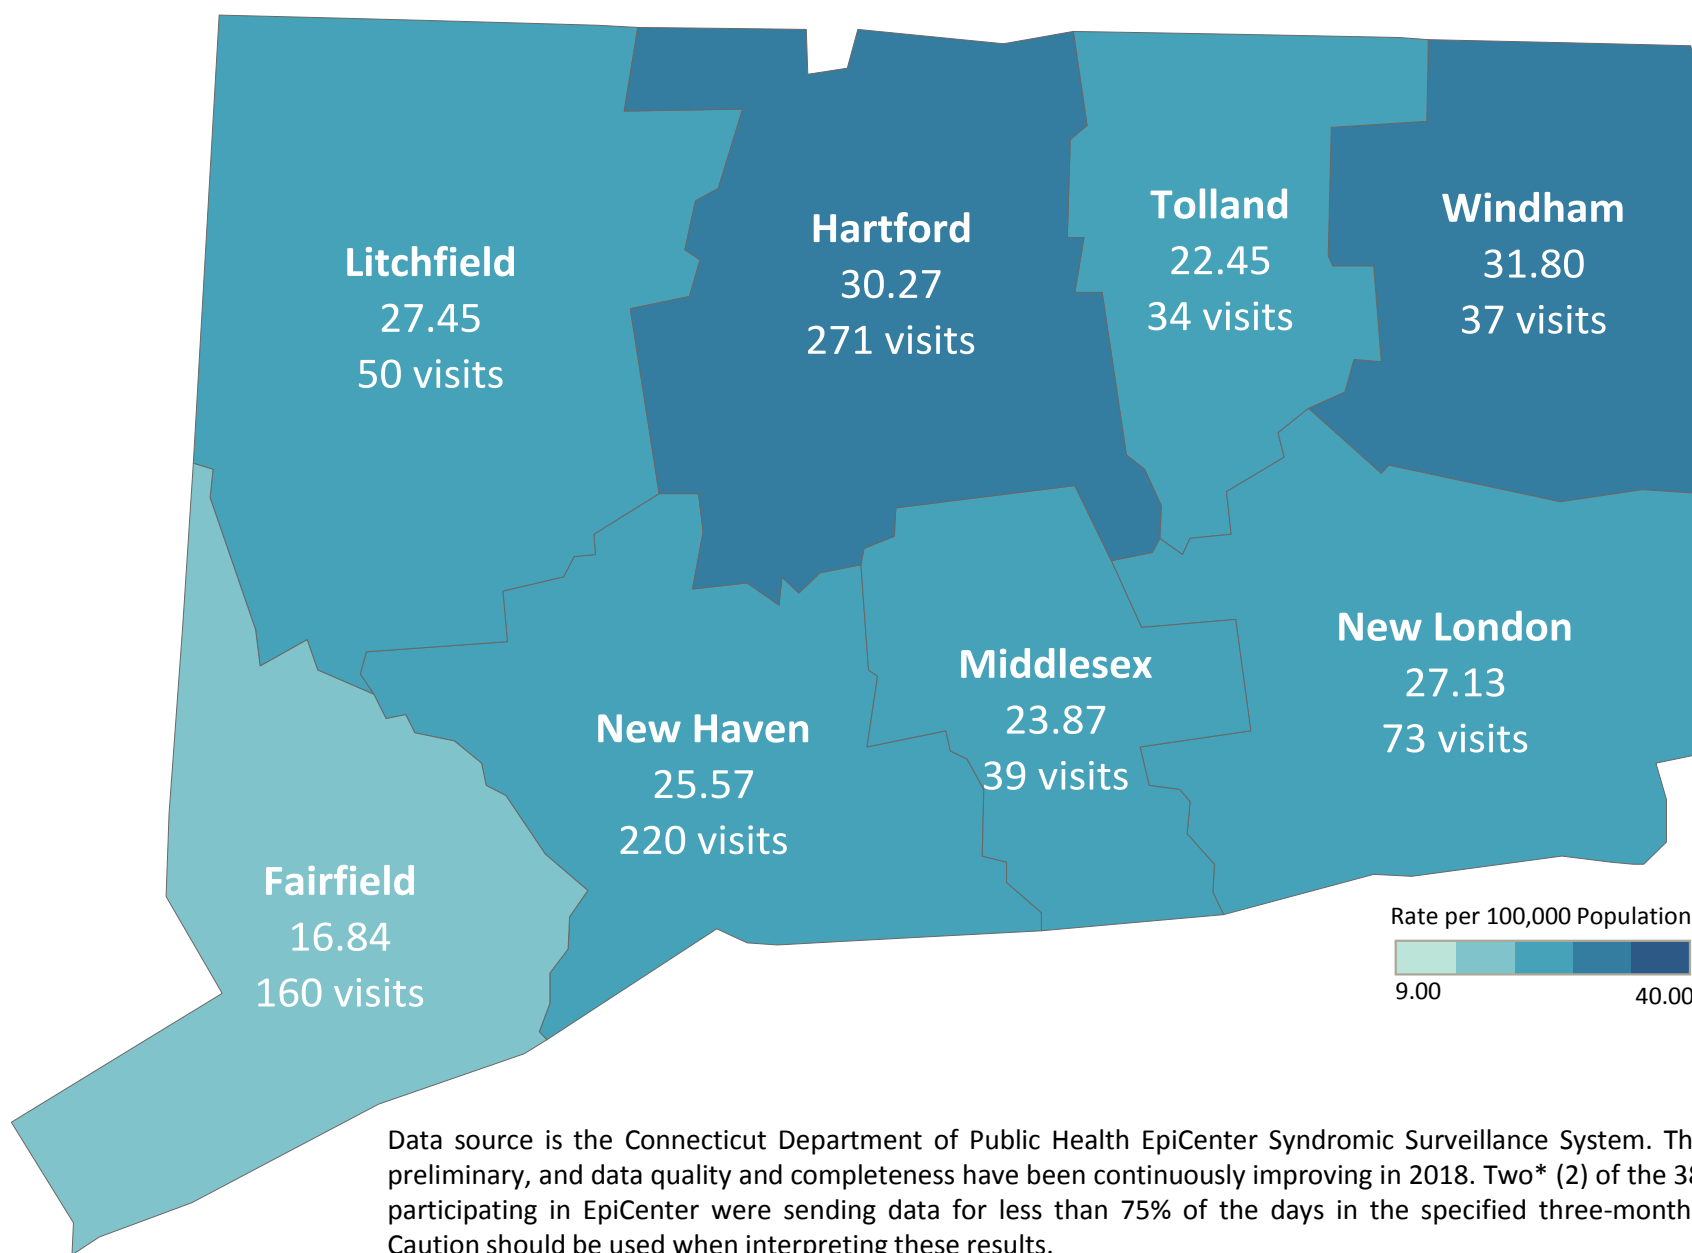 Litchfield
27.45
50 visits
Hartford
30.27
271 visits
Tolland
22.45
34 visits
Windham
31.80
37 visits
New Haven
25.57
220 visits
Middlesex
23.87
39 visits
New London
27.13
73 visits
Fairfield
16.84
160 visits
Rate per 100,000 Population
9.00
40.00
Data source is the Connecticut Department of Public Health EpiCenter Syndromic Surveillance System.
preliminary, and data quality and completeness have been continuously improving in 2018. Two* (2) of the 38
participating in EpiCenter were sending data for less than 75% of the days in the specified three-month
Caution should be used when interpreting these results.